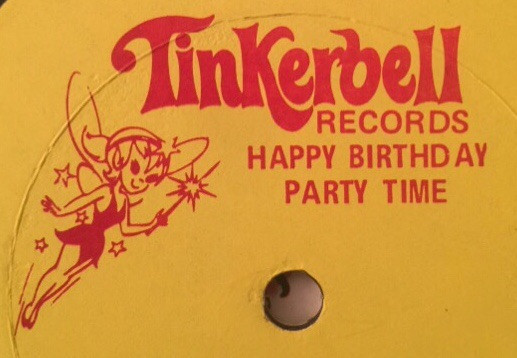 Tinkerbell
RECORDS
HAPPY BIRTHDAY
PARTY TIME